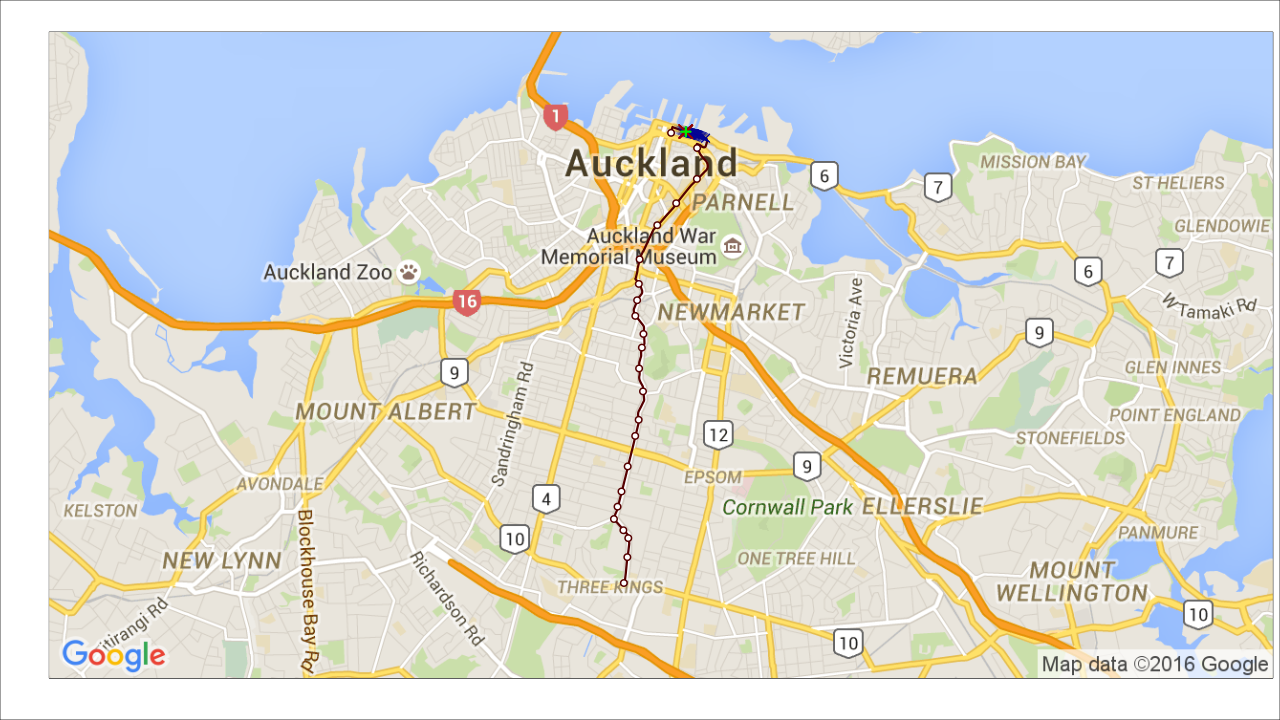 1
Auckland
MISSION BAY
6
7
ST HELIERS
PARNELL
GLENDOWIE
Auckland War
Memorial Museum
Auckland Zoo
6
7
16
W Tamaki Rd
NEWMARKET
Victoria Ave
9
9
GLEN INNES
REMUERA
Sandringham Rd
MOUNT ALBERT
POINT ENGLAND
12
STONEFIELDS
9
EPSOM
AVONDALE
4
Cornwall Park
ELLERSLIE
KELSTON
10
PANMURE
Blockhouse Bay Rd
NEW LYNN
ONE TREE HILL
THREE KINGS
MOUNT
WELLINGTON
Richardson Rd
10
10
Google
Map data ©2016 Google